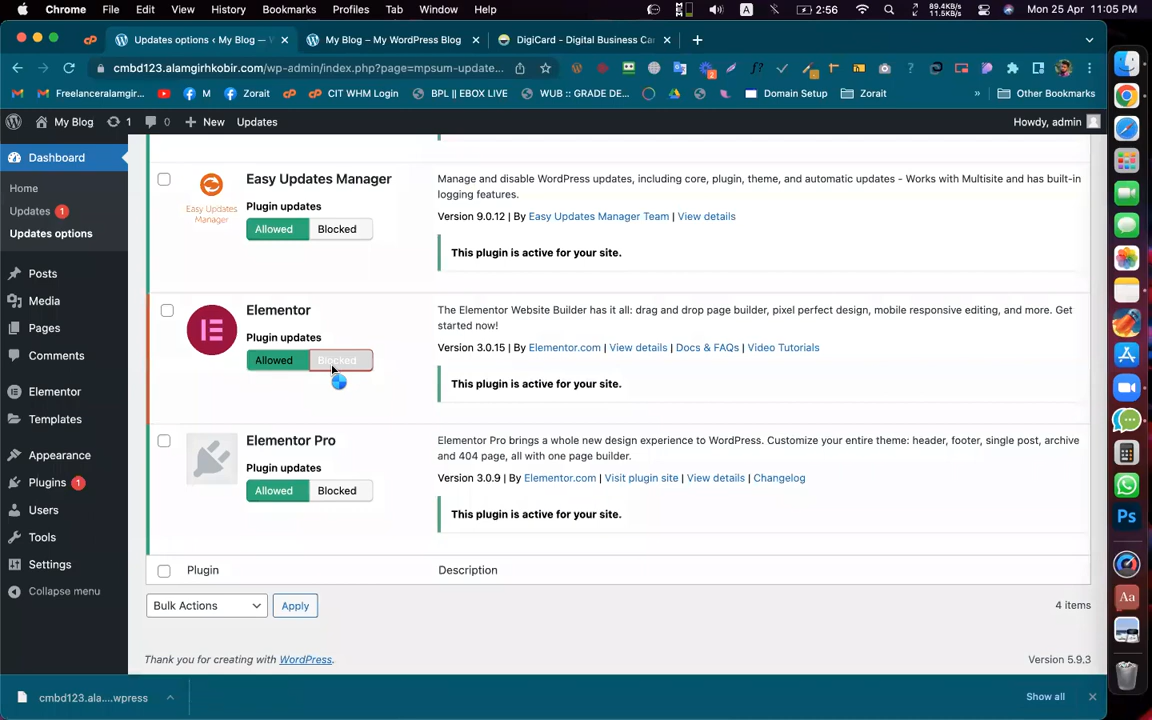 Chrome File Edit View History Bookmarks Profiles Tab Window Help
A 2:56 89.4KB/s 11.5KB/s Mon 25 Apr 11:05 PM
Updates options ‹ My Blog —
My Blog – My WordPress Blog
DigiCard - Digital Business Ca
cmbd123.alamgirhkobir.com/wp-admin/index.php?page=mysum-update...
Freelanceralamgir... M Zorait CIT WHM Login BPL || EBOX LIVE WUB :: GRADE DE... Domain Setup Zorait » Other Bookmarks
My Blog 1 0 New Updates Howdy, admin
Dashboard
Home
Updates 1
Updates options
Posts
Media
Pages
Comments
Elementor
Templates
Appearance
Plugins 1
Users
Tools
Settings
Collapse menu
Easy Updates Manager
Easy Updates
Manager
Plugin updates
Allowed Blocked
Manage and disable WordPress updates, including core, plugin, theme, and automatic updates - Works with Multisite and has built-in
logging features.
Version 9.0.12 | By Easy Updates Manager Team | View details
This plugin is active for your site.
Elementor
Plugin updates
Allowed Blocked
The Elementor Website Builder has it all: drag and drop page builder, pixel perfect design, mobile responsive editing, and more. Get
started now!
Version 3.0.15 | By Elementor.com | View details | Docs & FAQs | Video Tutorials
This plugin is active for your site.
Elementor Pro
Plugin updates
Allowed Blocked
Elementor Pro brings a whole new design experience to WordPress. Customize your entire theme: header, footer, single post, archive
and 404 page, all with one page builder.
Version 3.0.9 | By Elementor.com | Visit plugin site | View details | Changelog
This plugin is active for your site.
Plugin Description
Bulk Actions Apply 4 items
Thank you for creating with WordPress. Version 5.9.3
cmbd123.ala....wpress Show all
Aa
Ps